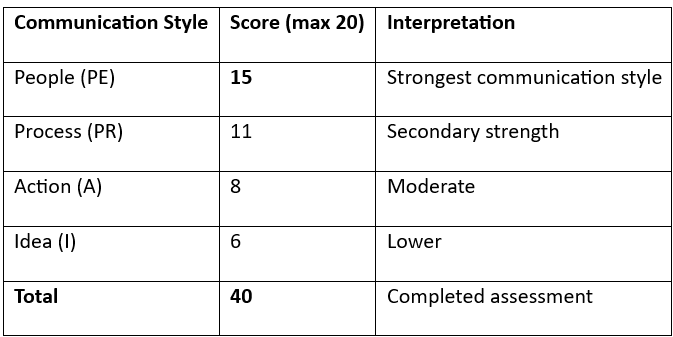 Communication Style Score (max 20) Interpretation
People (PE) 15 Strongest communication style
Process (PR) 11 Secondary strength
Action (A) 8 Moderate
Idea (I) 6 Lower
Total 40 Completed assessment